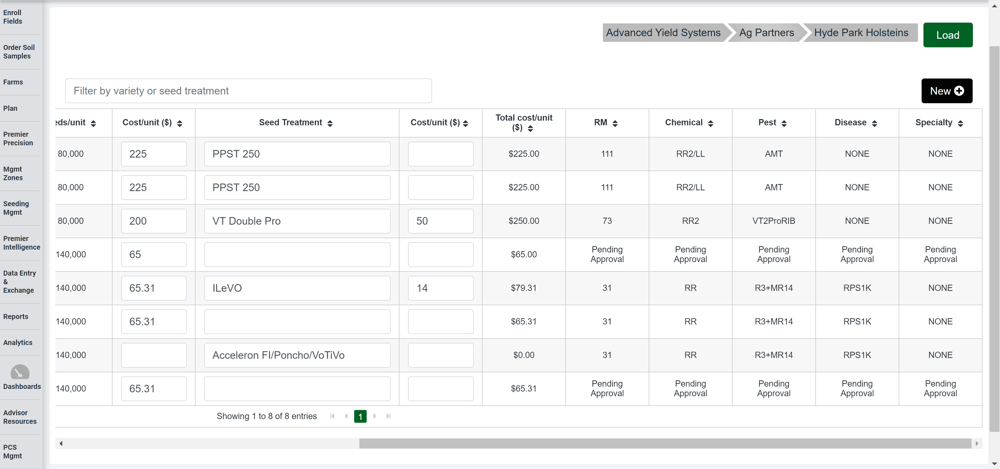 Enroll
Fields
Order Soil
Samples
Farms
Plan
Premier
Precision
Mgmt
Zones
Seeding
Mgmt
Premier
Intelligence
Data Entry
&
Exchange
Reports
Analytics
Dashboards
Advisor
Resources
PCS
Mgmt
Advanced Yield Systems Ag Partners Hyde Park Holsteins Load
Filter by variety or seed treatment New
eds/unit Cost/unit ($) Seed Treatment Cost/unit ($) Total cost/unit ($) RM Chemical Pest Disease Specialty
80,000 225 PPST 250 $225.00 111 RR2/LL AMT NONE NONE
80,000 225 PPST 250 $225.00 111 RR2/LL AMT NONE NONE
80,000 200 VT Double Pro 50 $250.00 73 RR2 VT2ProRIB NONE NONE
140,000 65 $65.00 Pending Approval Pending Approval Pending Approval Pending Approval Pending Approval
140,000 65.31 ILeVO 14 $79.31 31 RR R3+MR14 RPS1K NONE
140,000 65.31 $65.31 31 RR R3+MR14 RPS1K NONE
140,000 Acceleron FI/Poncho/VoTiVo $0.00 31 RR R3+MR14 RPS1K NONE
140,000 65.31 $65.31 Pending Approval Pending Approval Pending Approval Pending Approval Pending Approval
Showing 1 to 8 of 8 entries 1